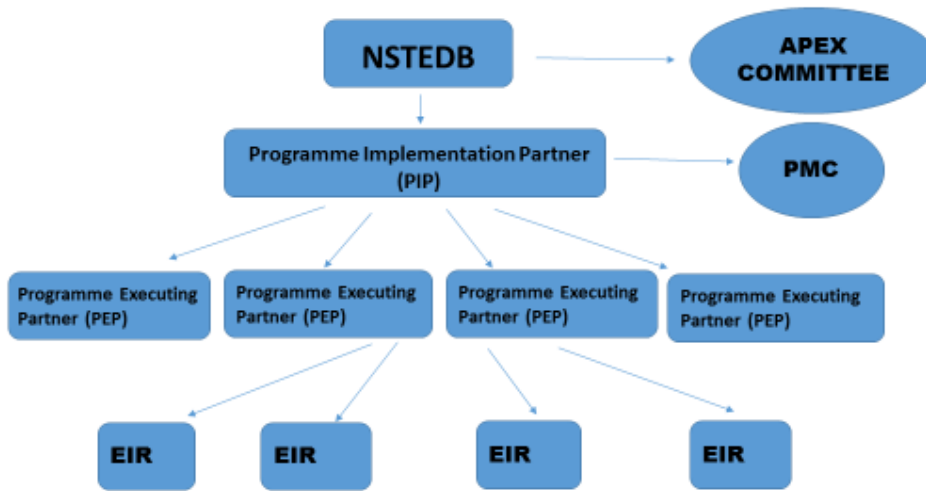 NSTEDB
APEX
COMMITTEE
Programme Implementation Partner
(PIP)
PMC
Programme Executing
Partner (PEP)
Programme Executing
Partner (PEP)
Programme Executing
Partner (PEP)
Programme Executing
Partner (PEP)
EIR
EIR
EIR
EIR